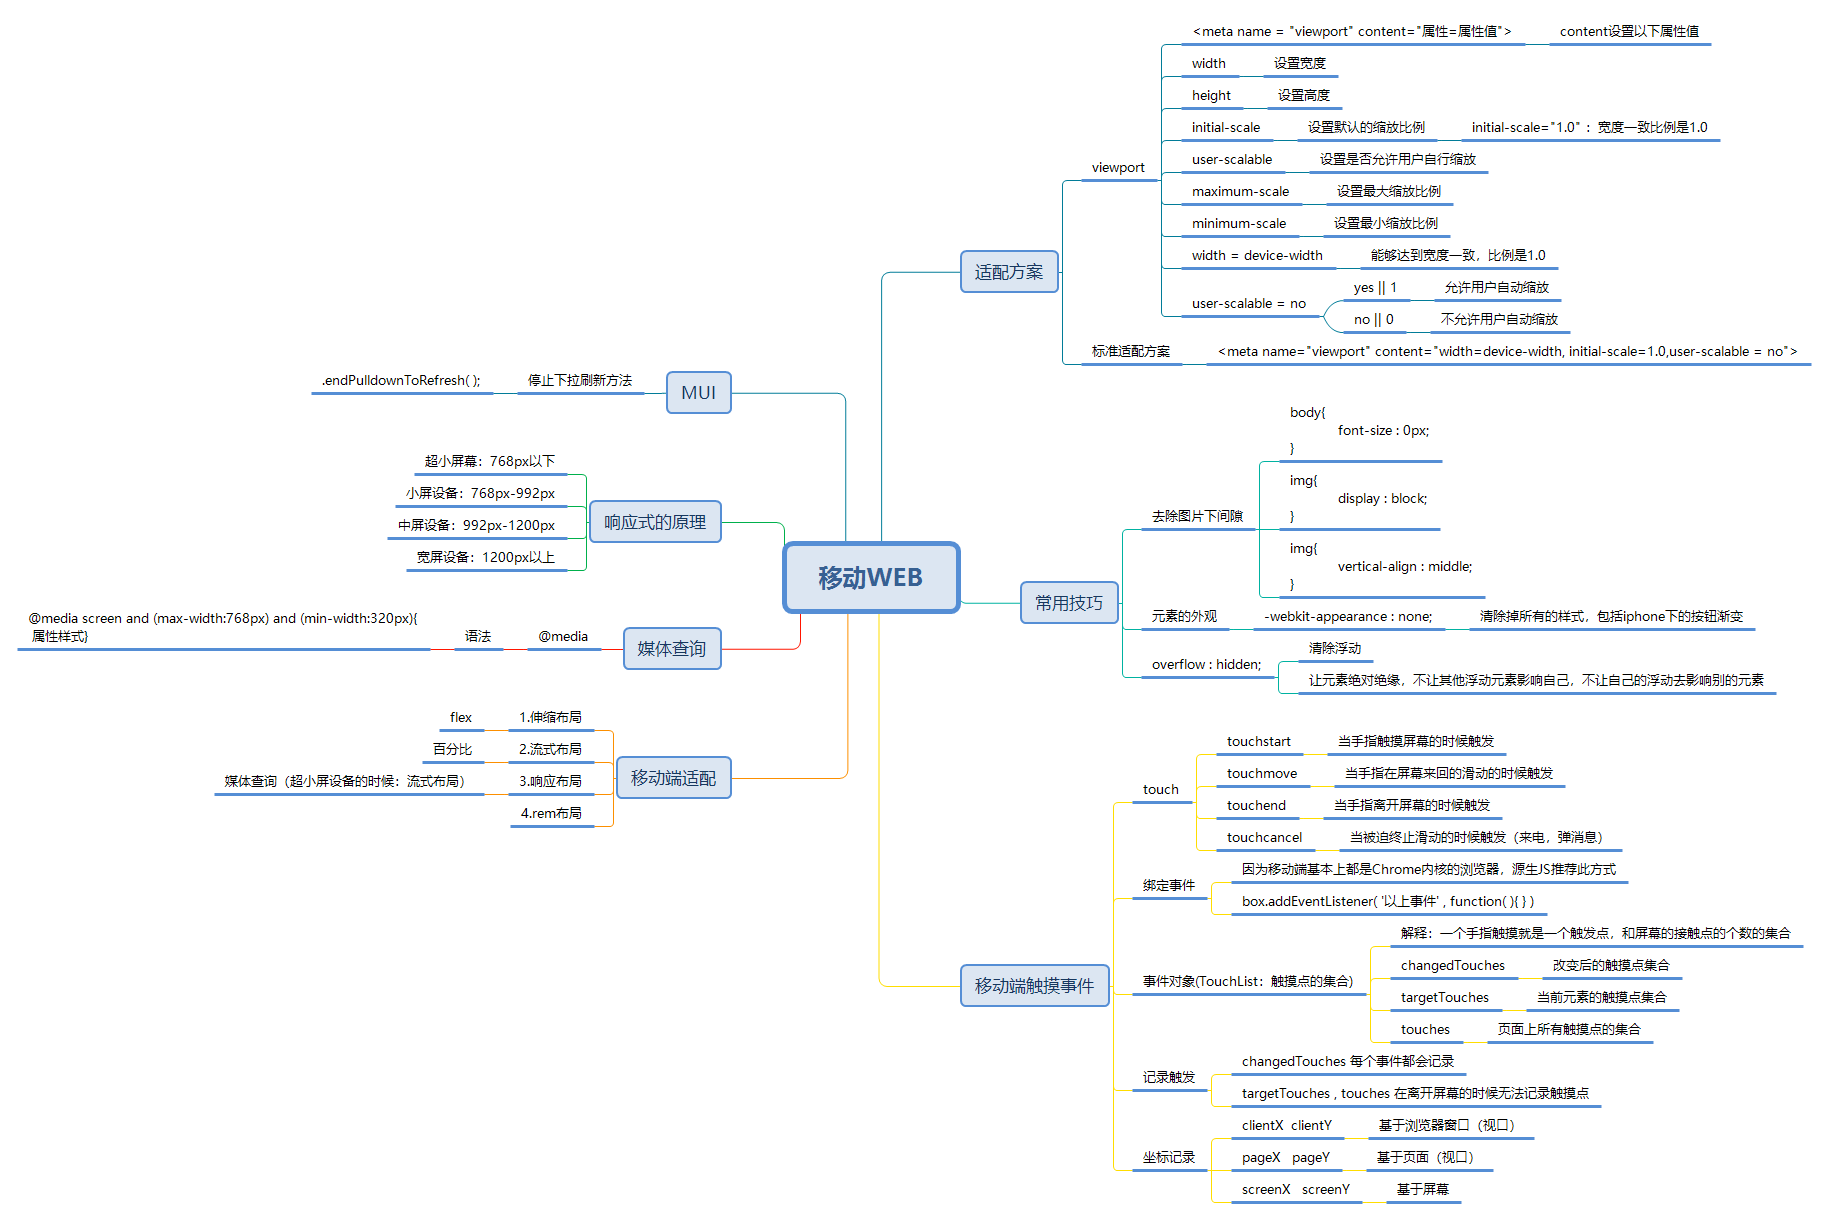 移动WEB
适配方案
viewport
<meta name = "viewport" content="属性=属性值">
content设置以下属性值
width
设置宽度
height
设置高度
initial-scale
设置默认的缩放比例
initial-scale="1.0" : 宽度一致比例是1.0
user-scalable
设置是否允许用户自行缩放
maximum-scale
设置最大缩放比例
minimum-scale
设置最小缩放比例
width = device-width
能够达到宽度一致，比例是1.0
user-scalable = no
yes || 1
允许用户自动缩放
no || 0
不允许用户自动缩放
标准适配方案
<meta name="viewport" content="width=device-width, initial-scale=1.0,user-scalable = no">
常用技巧
去除图片下间隙
body{
font-size : 0px;
}
img{
display : block;
}
img{
vertical-align : middle;
}
元素的外观
-webkit-appearance : none;
清除掉所有的样式，包括iphone下的按钮渐变
overflow : hidden;
清除浮动
让元素绝对绝缘，不让其他浮动元素影响自己，不让自己的浮动去影响别的元素
移动端触摸事件
touch
touchstart
当手指触摸屏幕的时候触发
touchmove
当手指在屏幕来回的滑动的时候触发
touchend
当手指离开屏幕的时候触发
touchcancel
当被迫终止滑动的时候触发（来电，弹消息）
绑定事件
因为移动端基本上都是Chrome内核的浏览器，源生JS推荐此方式
box.addEventListener( '以上事件' , function( ){ } )
事件对象(TouchList：触摸点的集合)
解释：一个手指触摸就是一个触发点，和屏幕的接触点的个数的集合
changedTouches
改变后的触摸点集合
targetTouches
当前元素的触摸点集合
touches
页面上所有触摸点的集合
记录触发
changedTouches 每个事件都会记录
targetTouches , touches 在离开屏幕的时候无法记录触摸点
坐标记录
clientX clientY
基于浏览器窗口（视口）
pageX pageY
基于页面（视口）
screenX screenY
基于屏幕
MUI
停止下拉刷新方法
.endPulldownToRefresh( );
响应式的原理
超小屏幕：768px以下
小屏设备：768px-992px
中屏设备：992px-1200px
宽屏设备：1200px以上
媒体查询
@media
语法
@media screen and (max-width:768px) and (min-width:320px){
属性样式}
移动端适配
1.伸缩布局
flex
2.流式布局
百分比
3.响应布局
媒体查询（超小屏设备的时候：流式布局）
4.rem布局